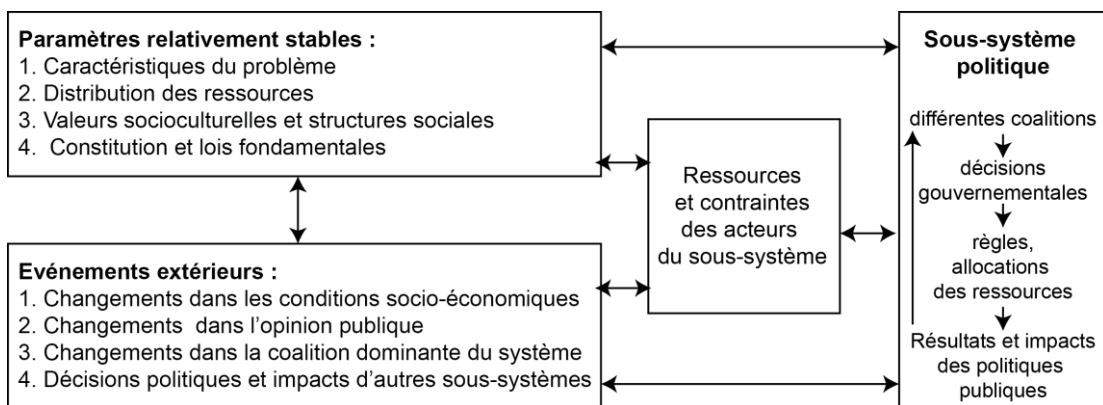 Paramètres relativement stables :
1. Caractéristiques du problème
2. Distribution des ressources
3. Valeurs socioculturelles et structures sociales
4. Constitution et lois fondamentales
Evénements extérieurs :
1. Changements dans les conditions socio-économiques
2. Changements dans l’opinion publique
3. Changements dans la coalition dominante du système
4. Décisions politiques et impacts d’autres sous-systèmes
Ressources
et contraintes
des acteurs
du sous-système
Sous-système
politique
différentes coalitions
décisions
gouvernementales
règles,
allocations
des ressources
Résultats et impacts
des politiques
publiques